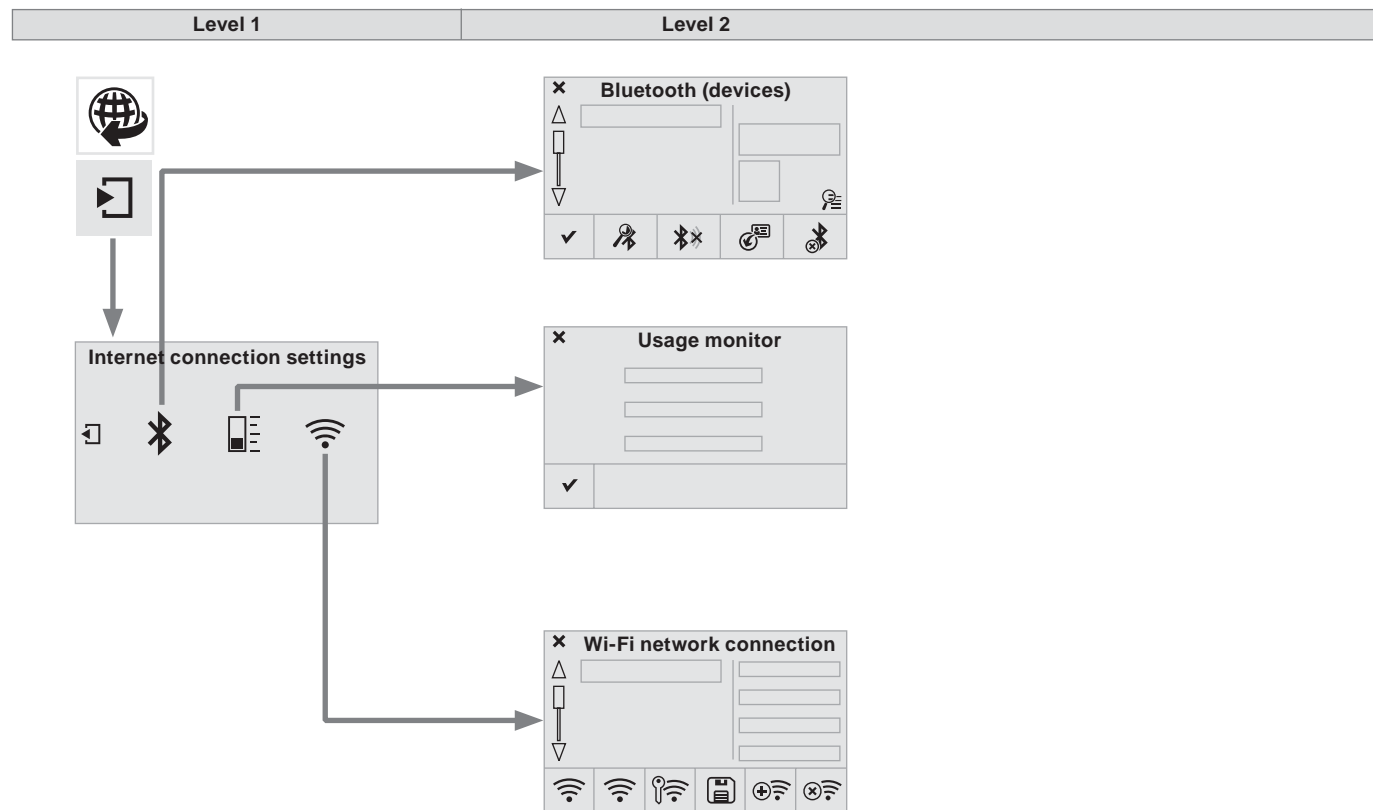 Level 1
Level 2
Bluetooth (devices)
Internet connection settings
Usage monitor
Wi-Fi network connection